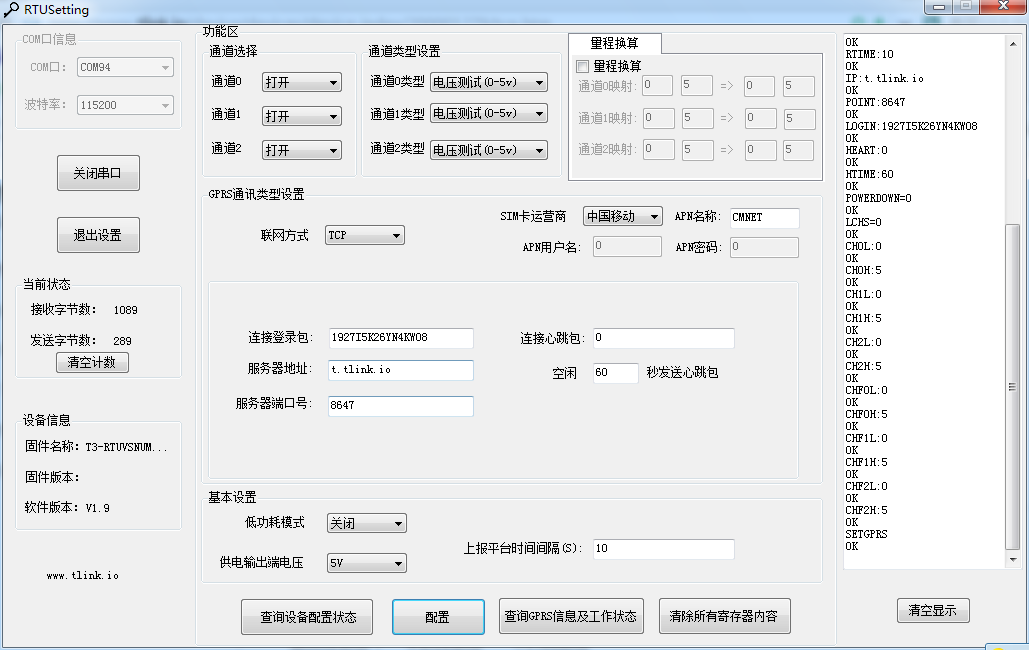 RTUSetting
COM口信息
COM口: COM94
波特率: 115200
关闭串口
退出设置
当前状态
接收字节数: 1089
发送字节数: 289
清空计数
设备信息
固件名称: T3-RTUVSNUM...
固件版本:
软件版本: V1.9
www.tlink.io
功能区
通道选择
通道0 打开
通道1 打开
通道2 打开
通道类型设置
通道0类型 电压测试(0-5v)
通道1类型 电压测试(0-5v)
通道2类型 电压测试(0-5v)
量程换算
量程换算
通道0映射: 0 5 => 0 5
通道1映射: 0 5 => 0 5
通道2映射: 0 5 => 0 5
GPRS通讯类型设置
联网方式 TCP
SIM卡运营商 中国移动 APN名称: CMNET
APN用户名: 0 APN密码: 0
连接登录包: 1927I5K26YN4KW08
连接心跳包: 0
服务器地址: t.tlink.io
空闲 60 秒发送心跳包
服务器端口号: 8647
基本设置
低功耗模式 关闭
供电输出端电压 5V
上报平台时间间隔(S): 10
查询设备配置状态
配置
查询GPRS信息及工作状态
清除所有寄存器内容
OK
RTIME:10
OK
IP:t.tlink.io
OK
POINT:8647
OK
LOGIN:1927I5K26YN4KW08
OK
HEART:0
OK
HTIME:60
OK
POWERDOWN=0
OK
LCHS=0
OK
CH0L:0
OK
CH0H:5
OK
CH1L:0
OK
CH1H:5
OK
CH2L:0
OK
CH2H:5
OK
CHF0L:0
OK
CHF0H:5
OK
CHF1L:0
OK
CHF1H:5
OK
CHF2L:0
OK
CHF2H:5
OK
SETGPRS
OK
清空显示